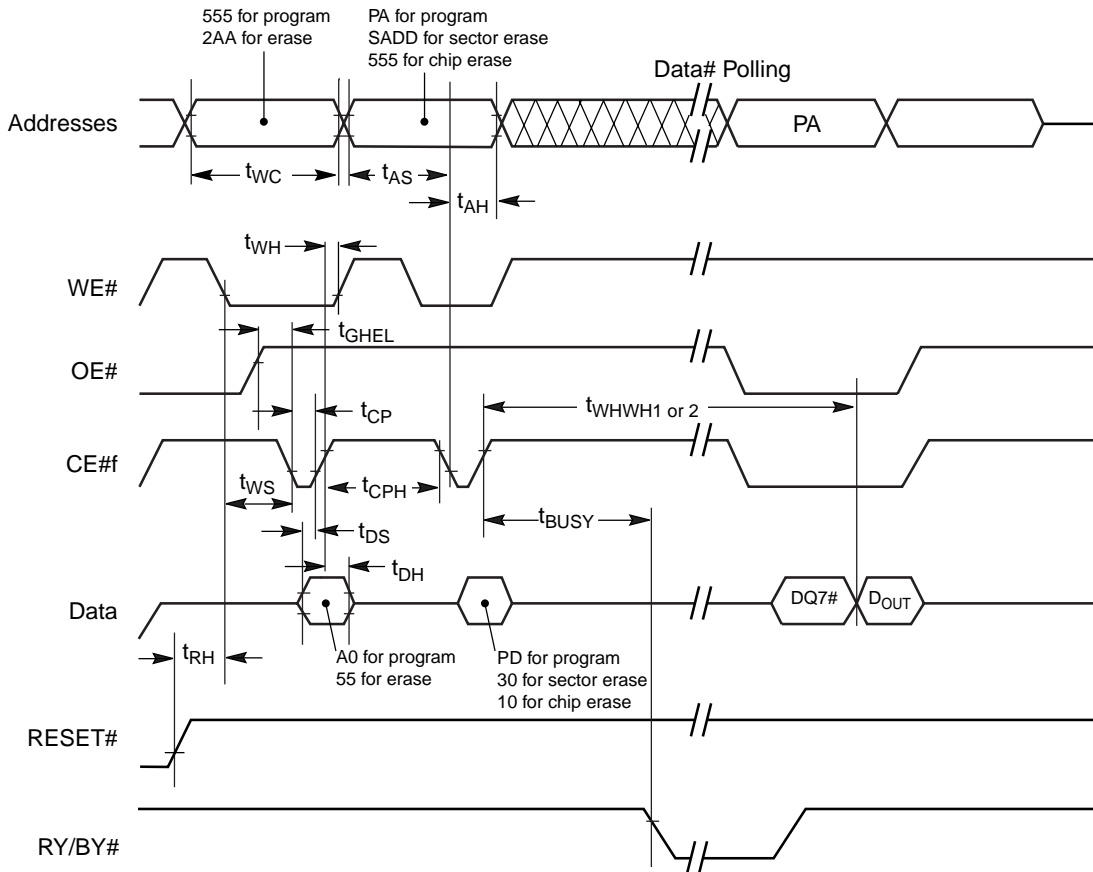 555 for program
2AA for erase
PA for program
SADD for sector erase
555 for chip erase
Data# Polling
Addresses
PA
tWC
tAS
tAH
tWH
WE#
tGHEL
OE#
tWHWH1 or 2
tCP
CE#f
tWS
tCPH
tBUSY
tDS
tDH
Data
DQ7#
DOUT
tRH
A0 for program
55 for erase
PD for program
30 for sector erase
10 for chip erase
RESET#
RY/BY#